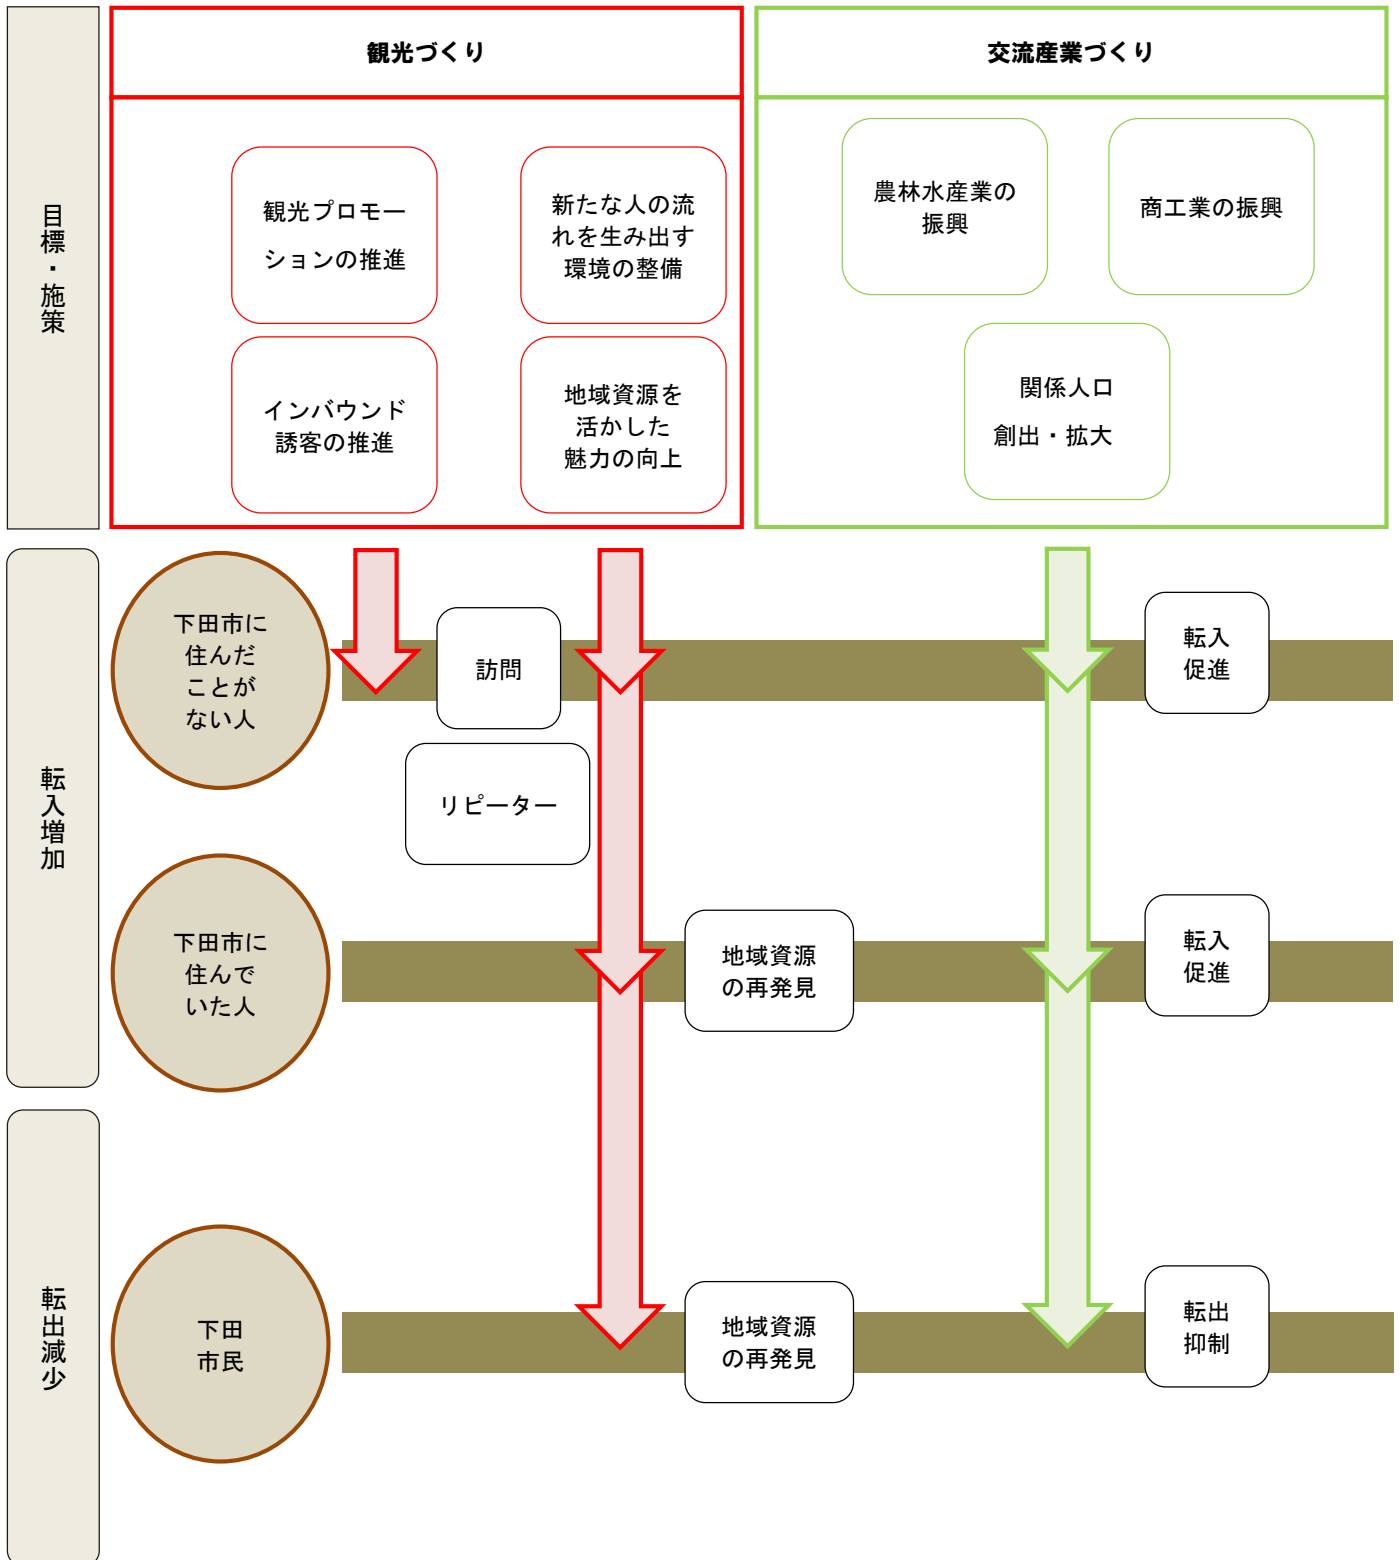 目標・施策
観光づくり
観光プロモー
ションの推進
新たな人の流
れを生み出す
環境の整備
インバウンド
誘客の推進
地域資源を
活かした
魅力の向上
交流産業づくり
農林水産業の
振興
商工業の振興
関係人口
創出・拡大
転入増加
下田市に
住んだ
ことが
ない人
訪問
リピーター
転入
促進
下田市に
住んで
いた人
地域資源
の再発見
転入
促進
転出減少
下田
市民
地域資源
の再発見
転出
抑制